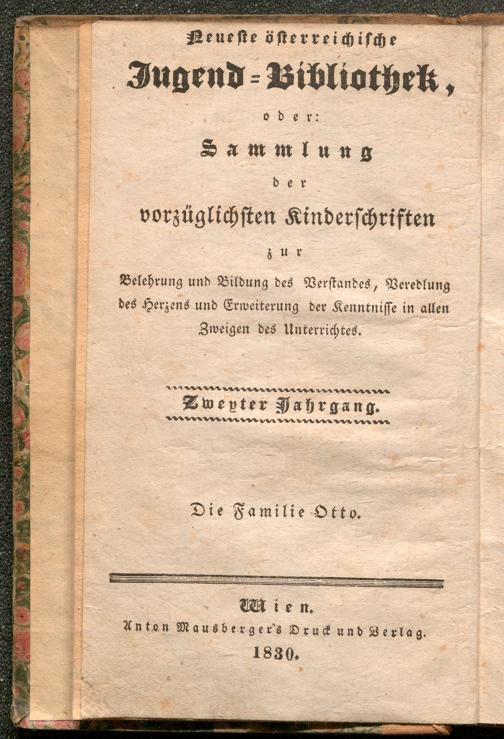 Neueste österreichische
Jugend=Bibliothek,
oder:
Sammlung
der
vorzüglichsten Kinderschriften
zur
Belehrung und Bildung des Verstandes, Veredlung
des Herzens und Erweiterung der Kenntnisse in allen
Zweigen des Unterrichtes.
Zweyter Jahrgang.
Die Familie Otto.
Wien.
Anton Mausberger's Druck und Verlag.
1830.